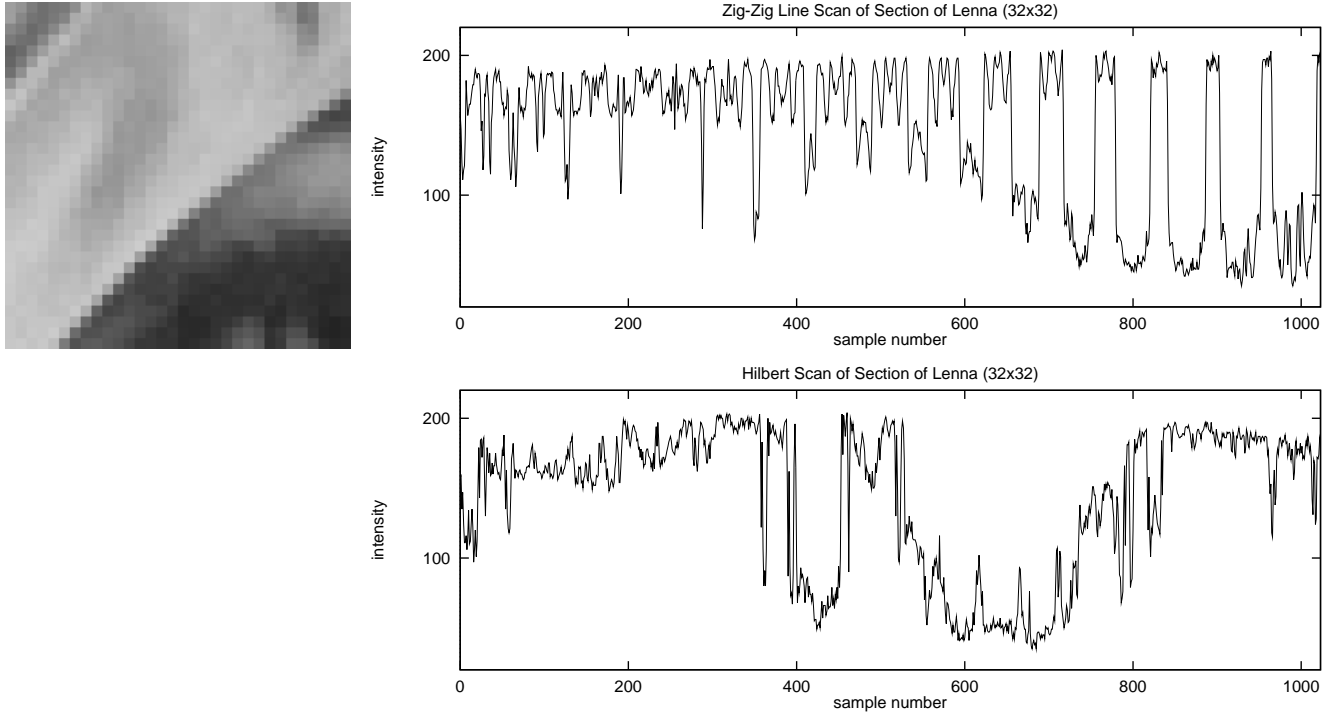 Zig-Zig Line Scan of Section of Lenna (32x32)
200
100
intensity
0 200 400 600 800 1000
sample number
Hilbert Scan of Section of Lenna (32x32)
200
100
intensity
0 200 400 600 800 1000
sample number